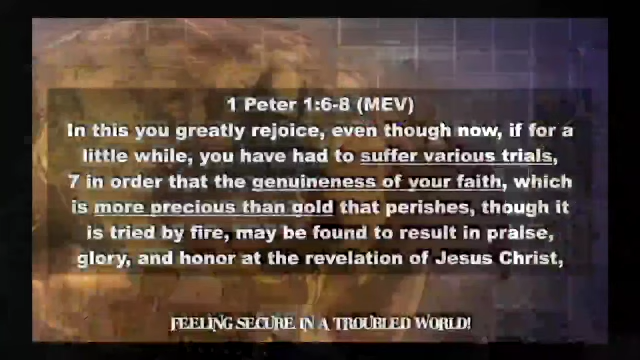 1 Peter 1:6-8 (MEV)
In this you greatly rejoice, even though now, if for a
little while, you have had to suffer various trials,
7 in order that the genuineness of your faith, which
is more precious than gold that perishes, though it
is tried by fire, may be found to result in praise,
glory, and honor at the revelation of Jesus Christ,
FEELING SECURE IN A TROUBLED WORLD!